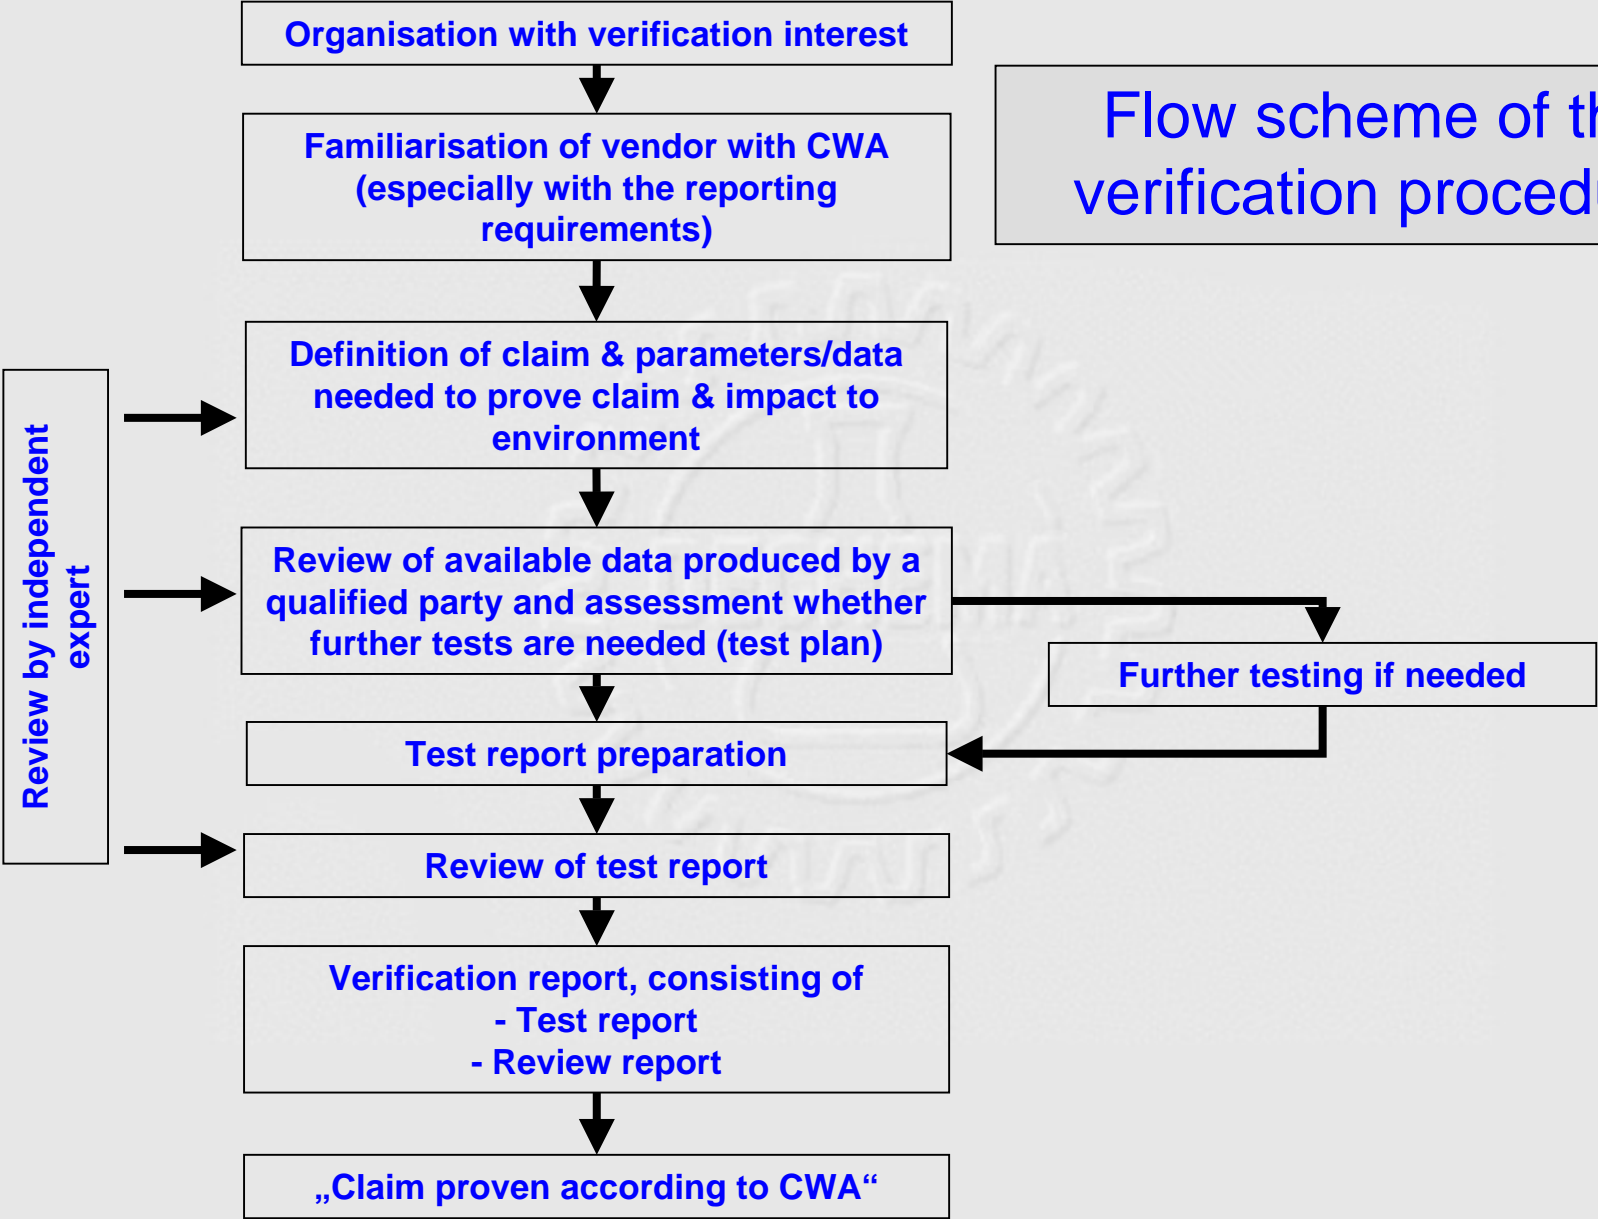 Organisation with verification interest
Flow scheme of
verification
Familiarisation of vendor with CWA
(especially with the reporting
requirements)
Definition of claim & parameters/data
needed to prove claim & impact to
environment
Review by independent
expert
Review of available data produced by a
qualified party and assessment whether
further tests are needed (test plan)
Further testing if needed
Test report preparation
Review of test report
Verification report, consisting of
- Test report
- Review report
„Claim proven according to CWA“
DECHEMA